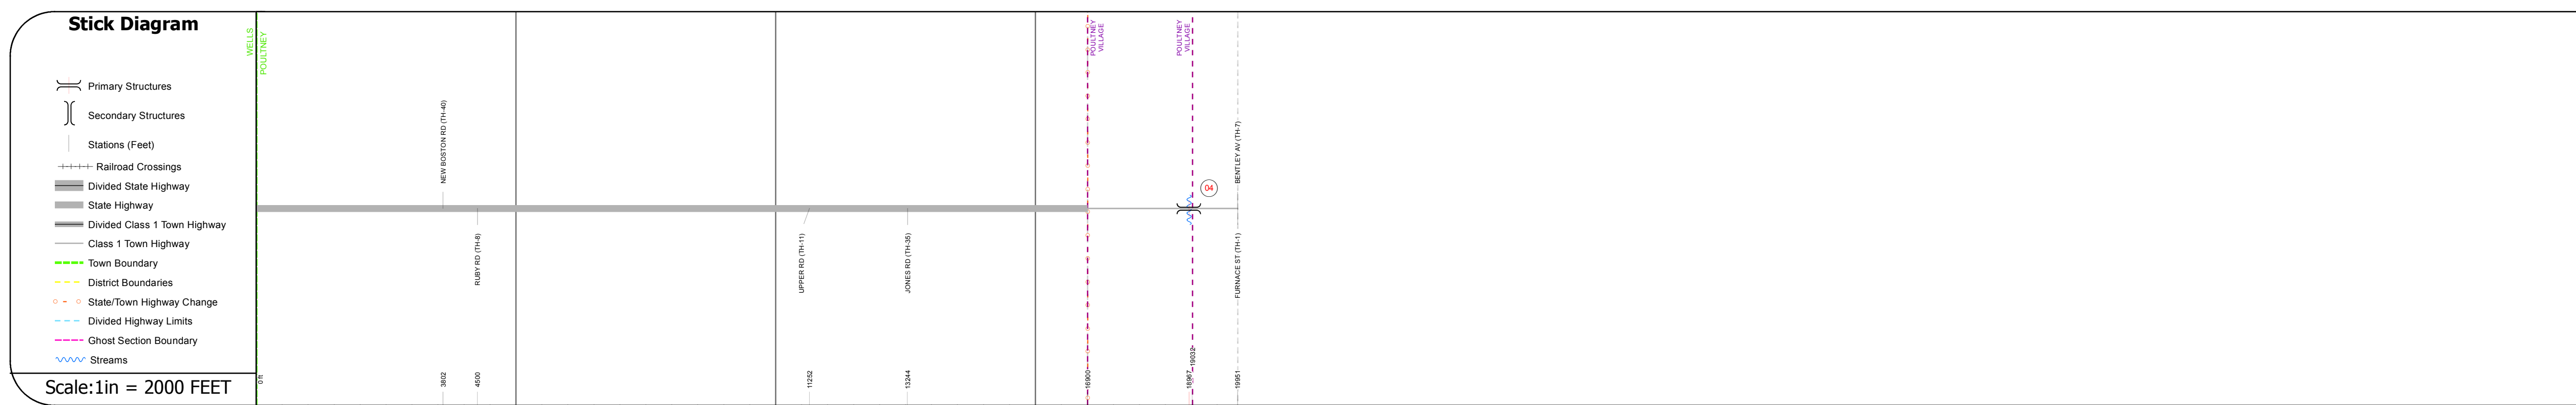 Stick Diagram
Primary Structures
Secondary Structures
Stations (Feet)
Railroad Crossings
Divided State Highway
State Highway
Divided Class 1 Town Highway
Class 1 Town Highway
Town Boundary
District Boundaries
State/Town Highway Change
Divided Highway Limits
Ghost Section Boundary
Streams
Scale:1in = 2000 FEET
WELLS
POULTNEY
POULTNEY
VILLAGE
POULTNEY
VILLAGE
NEW BOSTON RD (TH-40)
BENTLEY AV (TH-7)
04
RUBY RD (TH-8)
UPPER RD (TH-11)
JONES RD (TH-35)
FURNACE ST (TH-1)
0 ft
3802
4500
11252
13244
16900
18967
19032
19951